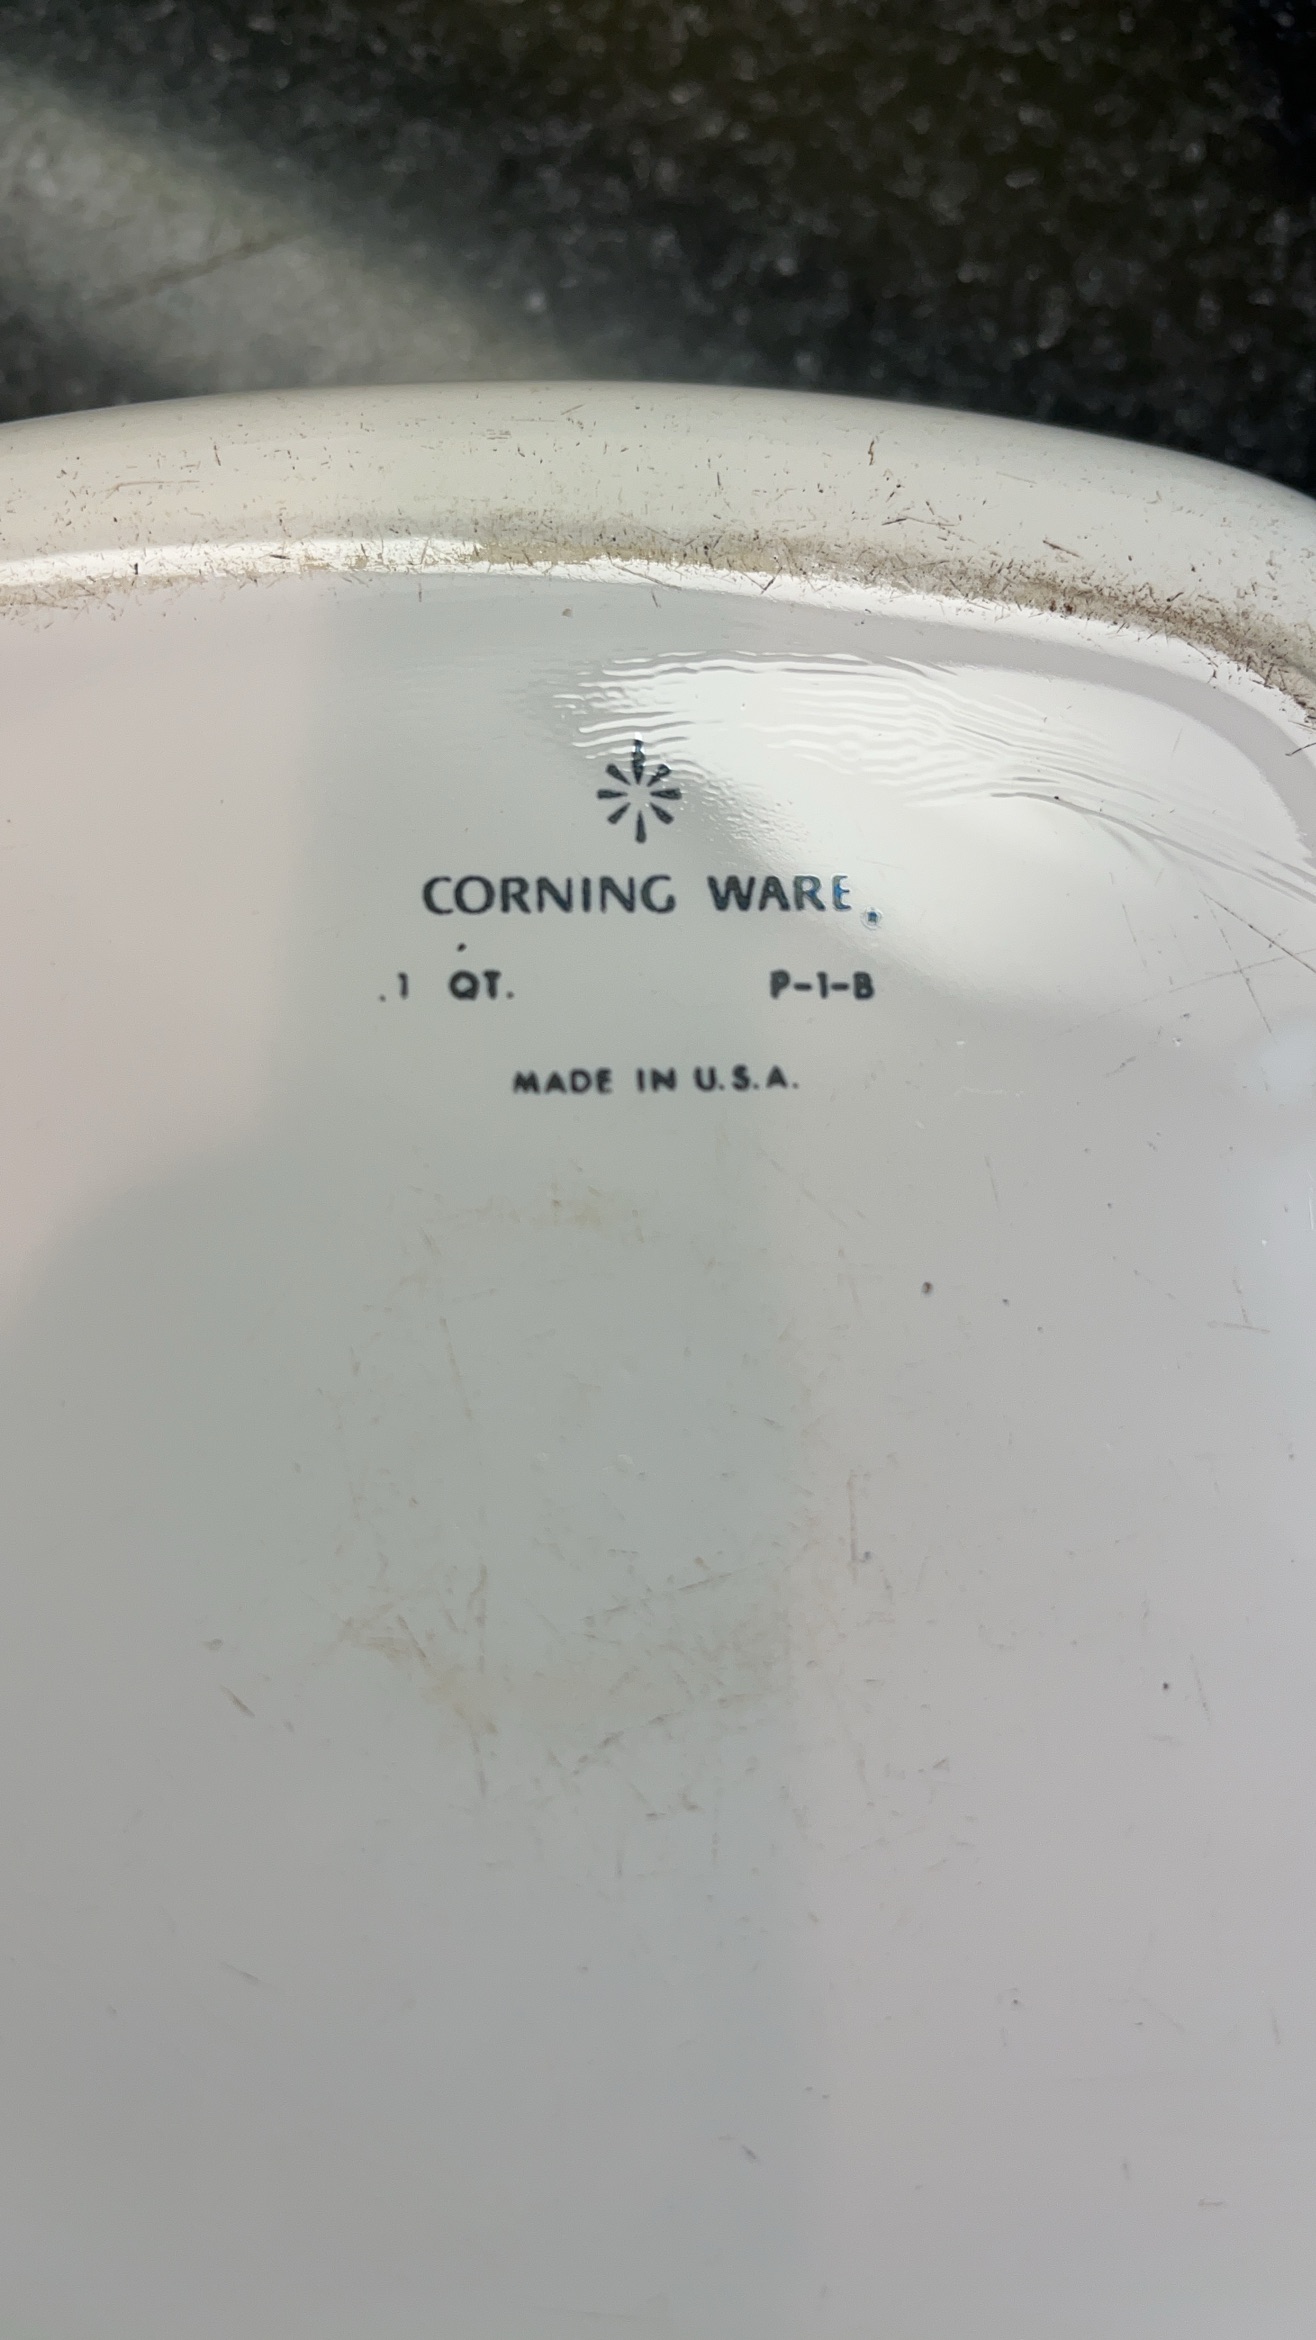 CORNING WARE®
1 QT. P-1-B
MADE IN U.S.A.